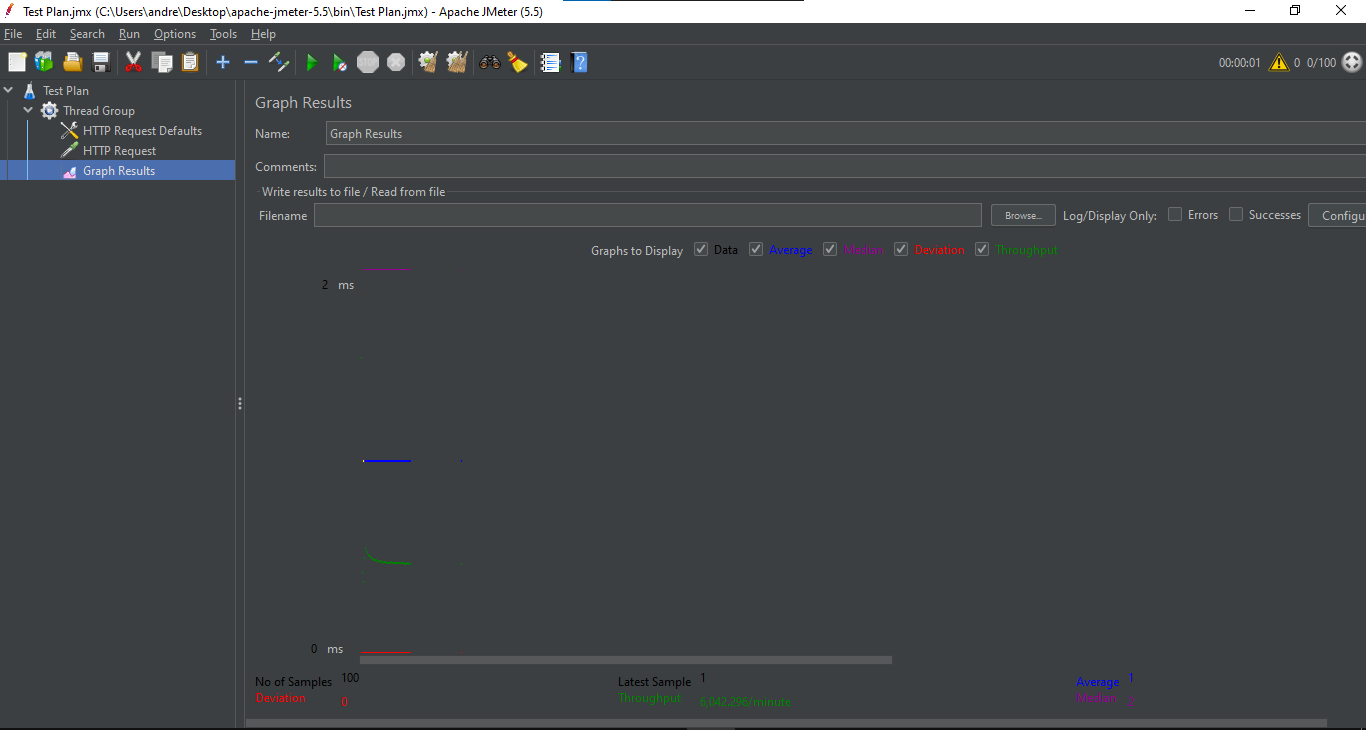 Test Plan.jmx (C:\Users\andre\Desktop\apache-jmeter-5.5\bin\Test Plan.jmx) - Apache JMeter (5.5)
File Edit Search Run Options Tools Help
STOP 00:00:01 0 0/100
Test Plan
Thread Group
HTTP Request Defaults
HTTP Request
Graph Results
Graph Results
Name: Graph Results
Comments:
Write results to file / Read from file
Filename Browse... Log/Display Only: Errors Successes Configu
Graphs to Display Data Average Median Deviation Throughput
2 ms
0 ms
No of Samples 100 Latest Sample 1 Average 1
Deviation 0 Throughput 6,042.296/minute Median